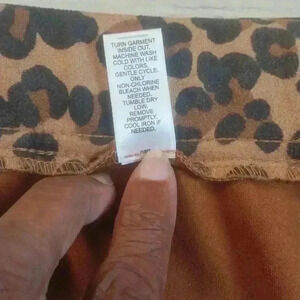 TURN GARMENT
INSIDE OUT,
MACHINE WASH
COLD WITH LIKE
COLORS,
GENTLE CYCLE,
ONLY
NON-CHLORINE
BLEACH WHEN
NEEDED,
TUMBLE DRY
LOW,
REMOVE
PROMPTLY,
COOL IRON IF
NEEDED.